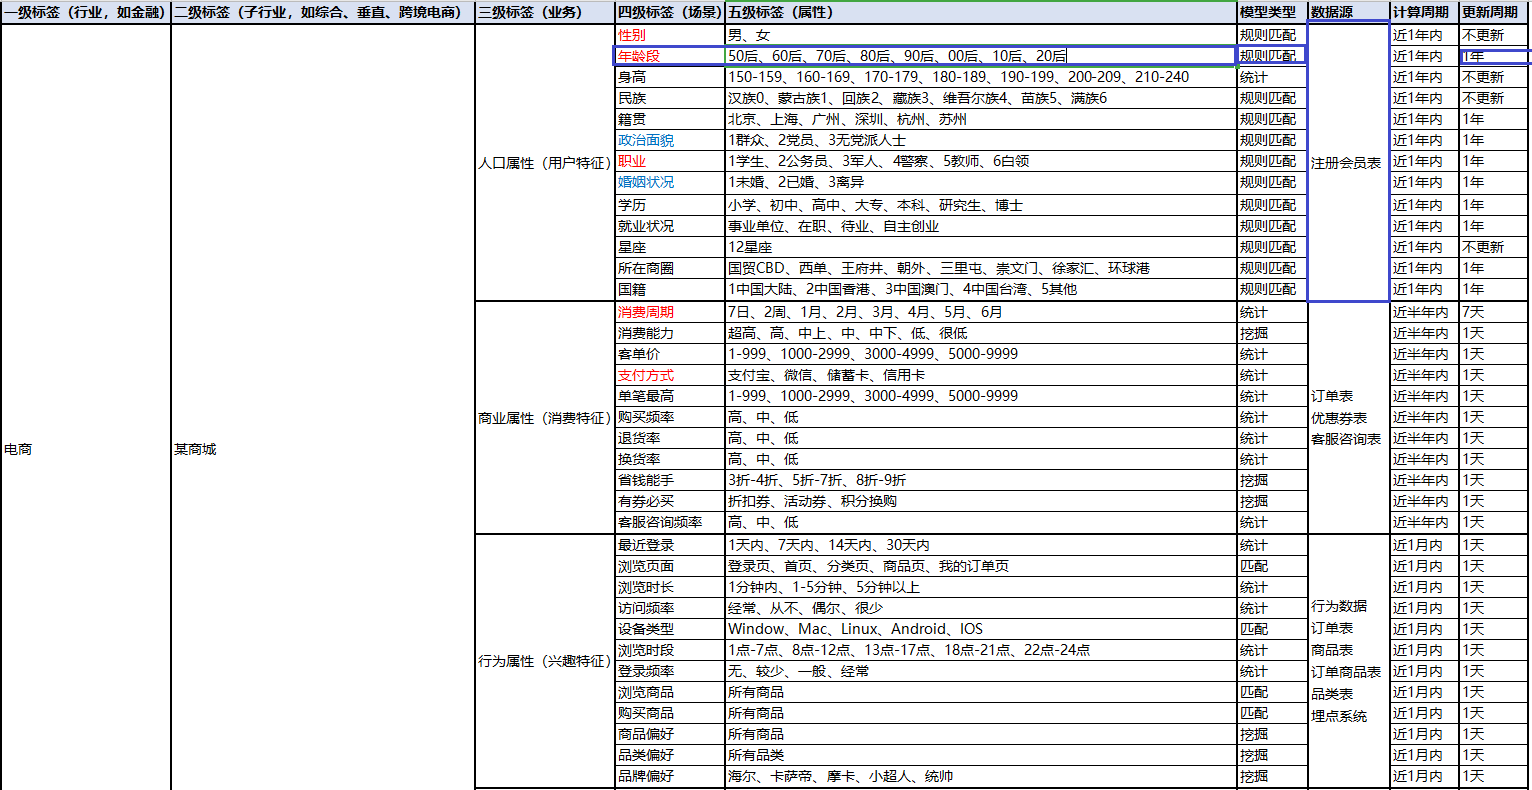 一级标签（行业，如金融） 二级标签（子行业，如综合、垂直、跨境电商） 三级标签（业务） 四级标签（场景） 五级标签（属性） 模型类型 数据源 计算周期 更新周期
电商 某商城
人口属性（用户特征） 注册会员表
性别 男、女 规则匹配 近1年内 不更新
年龄段 50后、60后、70后、80后、90后、00后、10后、20后 规则匹配 近1年内 1年
身高 150-159、160-169、170-179、180-189、190-199、200-209、210-240 统计 近1年内 不更新
民族 汉族0、蒙古族1、回族2、藏族3、维吾尔族4、苗族5、满族6 规则匹配 近1年内 不更新
籍贯 北京、上海、广州、深圳、杭州、苏州 规则匹配 近1年内 1年
政治面貌 1群众、2党员、3无党派人士 规则匹配 近1年内 1年
职业 1学生、2公务员、3军人、4警察、5教师、6白领 规则匹配 近1年内 1年
婚姻状况 1未婚、2已婚、3离异 规则匹配 近1年内 1年
学历 小学、初中、高中、大专、本科、研究生、博士 规则匹配 近1年内 1年
就业状况 事业单位、在职、待业、自主创业 规则匹配 近1年内 1年
星座 12星座 规则匹配 近1年内 不更新
所在商圈 国贸CBD、西单、王府井、朝外、三里屯、崇文门、徐家汇、环球港 规则匹配 近1年内 1年
国籍 1中国大陆、2中国香港、3中国澳门、4中国台湾、5其他 规则匹配 近1年内 1年
商业属性（消费特征）
订单表
优惠券表
客服咨询表
消费周期 7日、2周、1月、2月、3月、4月、5月、6月 统计 近半年内 7天
消费能力 超高、高、中上、中、中下、低、很低 挖掘 近半年内 1天
客单价 1-999、1000-2999、3000-4999、5000-9999 统计 近半年内 1天
支付方式 支付宝、微信、储蓄卡、信用卡 统计 近半年内 1天
单笔最高 1-999、1000-2999、3000-4999、5000-9999 统计 近半年内 1天
购买频率 高、中、低 统计 近半年内 1天
退货率 高、中、低 统计 近半年内 1天
换货率 高、中、低 统计 近半年内 1天
省钱能手 3折-4折、5折-7折、8折-9折 挖掘 近半年内 1天
有券必买 折扣券、活动券、积分换购 挖掘 近半年内 1天
客服咨询频率 高、中、低 统计 近半年内 1天
行为属性（兴趣特征）
行为数据
订单表
商品表
订单商品表
品类表
埋点系统
最近登录 1天内、7天内、14天内、30天内 统计 近1月内 1天
浏览页面 登录页、首页、分类页、商品页、我的订单页 匹配 近1月内 1天
浏览时长 1分钟内、1-5分钟、5分钟以上 统计 近1月内 1天
访问频率 经常、从不、偶尔、很少 统计 近1月内 1天
设备类型 Window、Mac、Linux、Android、IOS 匹配 近1月内 1天
浏览时段 1点-7点、8点-12点、13点-17点、18点-21点、22点-24点 统计 近1月内 1天
登录频率 无、较少、一般、经常 统计 近1月内 1天
浏览商品 所有商品 匹配 近1月内 1天
购买商品 所有商品 匹配 近1月内 1天
商品偏好 所有商品 挖掘 近1月内 1天
品类偏好 所有品类 挖掘 近1月内 1天
品牌偏好 海尔、卡萨帝、摩卡、小超人、统帅 挖掘 近1月内 1天